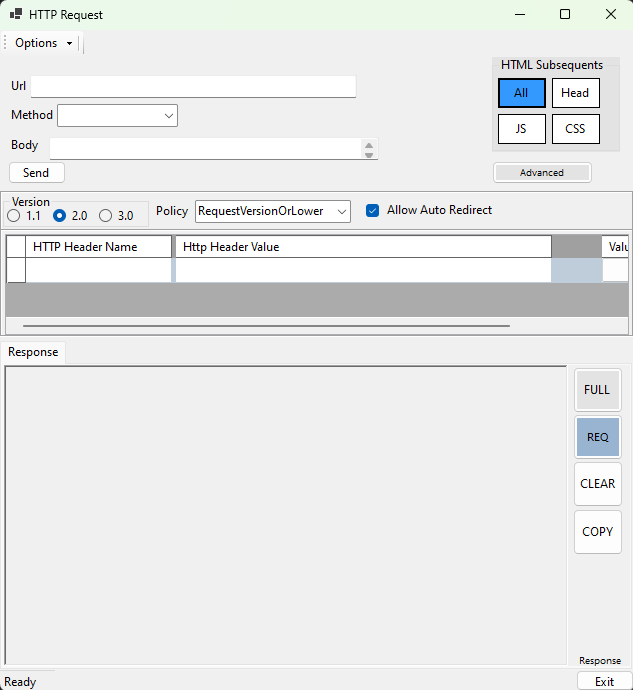 HTTP Request
Options
HTML Subsequents
Url
All Head
Method
JS CSS
Body
Send
Advanced
Version
1.1 2.0 3.0 Policy RequestVersionOrLower Allow Auto Redirect
HTTP Header Name Http Header Value Valu
Response
FULL
REQ
CLEAR
COPY
Response
Ready Exit